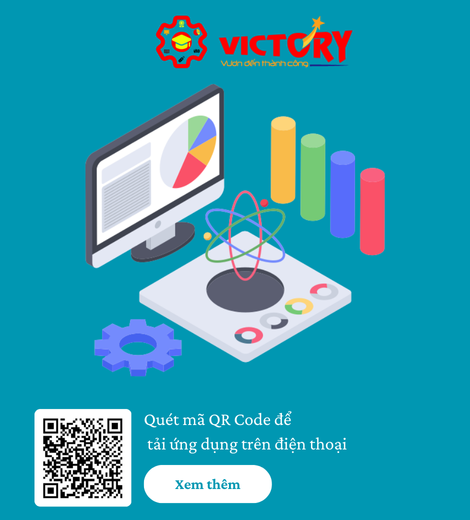 VICTORY
Vươn đến thành công
Quét mã QR Code để
tải ứng dụng trên điện thoại
Xem thêm